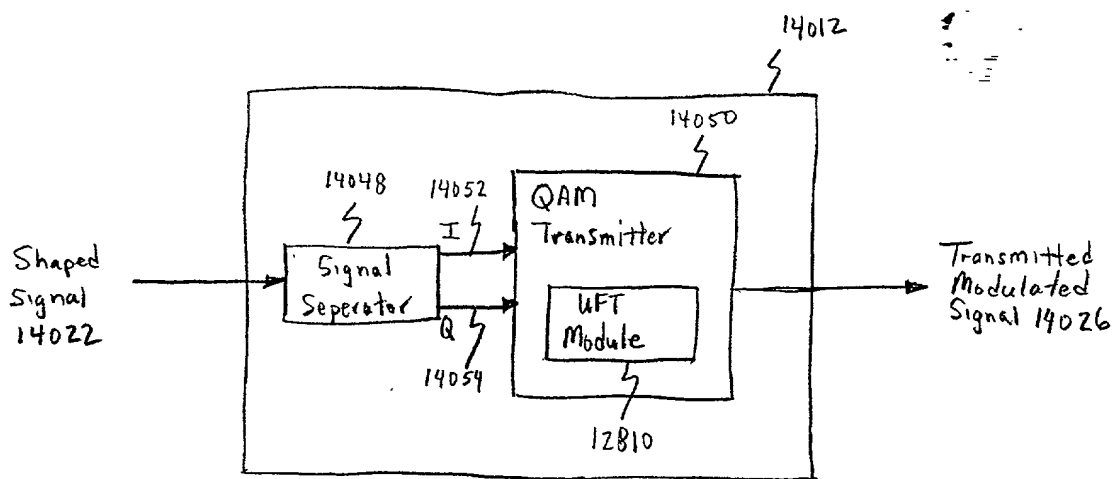 14012
14050
14048
14052
I
QAM
Transmitter
Shaped
Signal
14022
Signal
Seperator
Q
14054
UFT
Module
12810
Transmitted
Modulated
Signal 14026